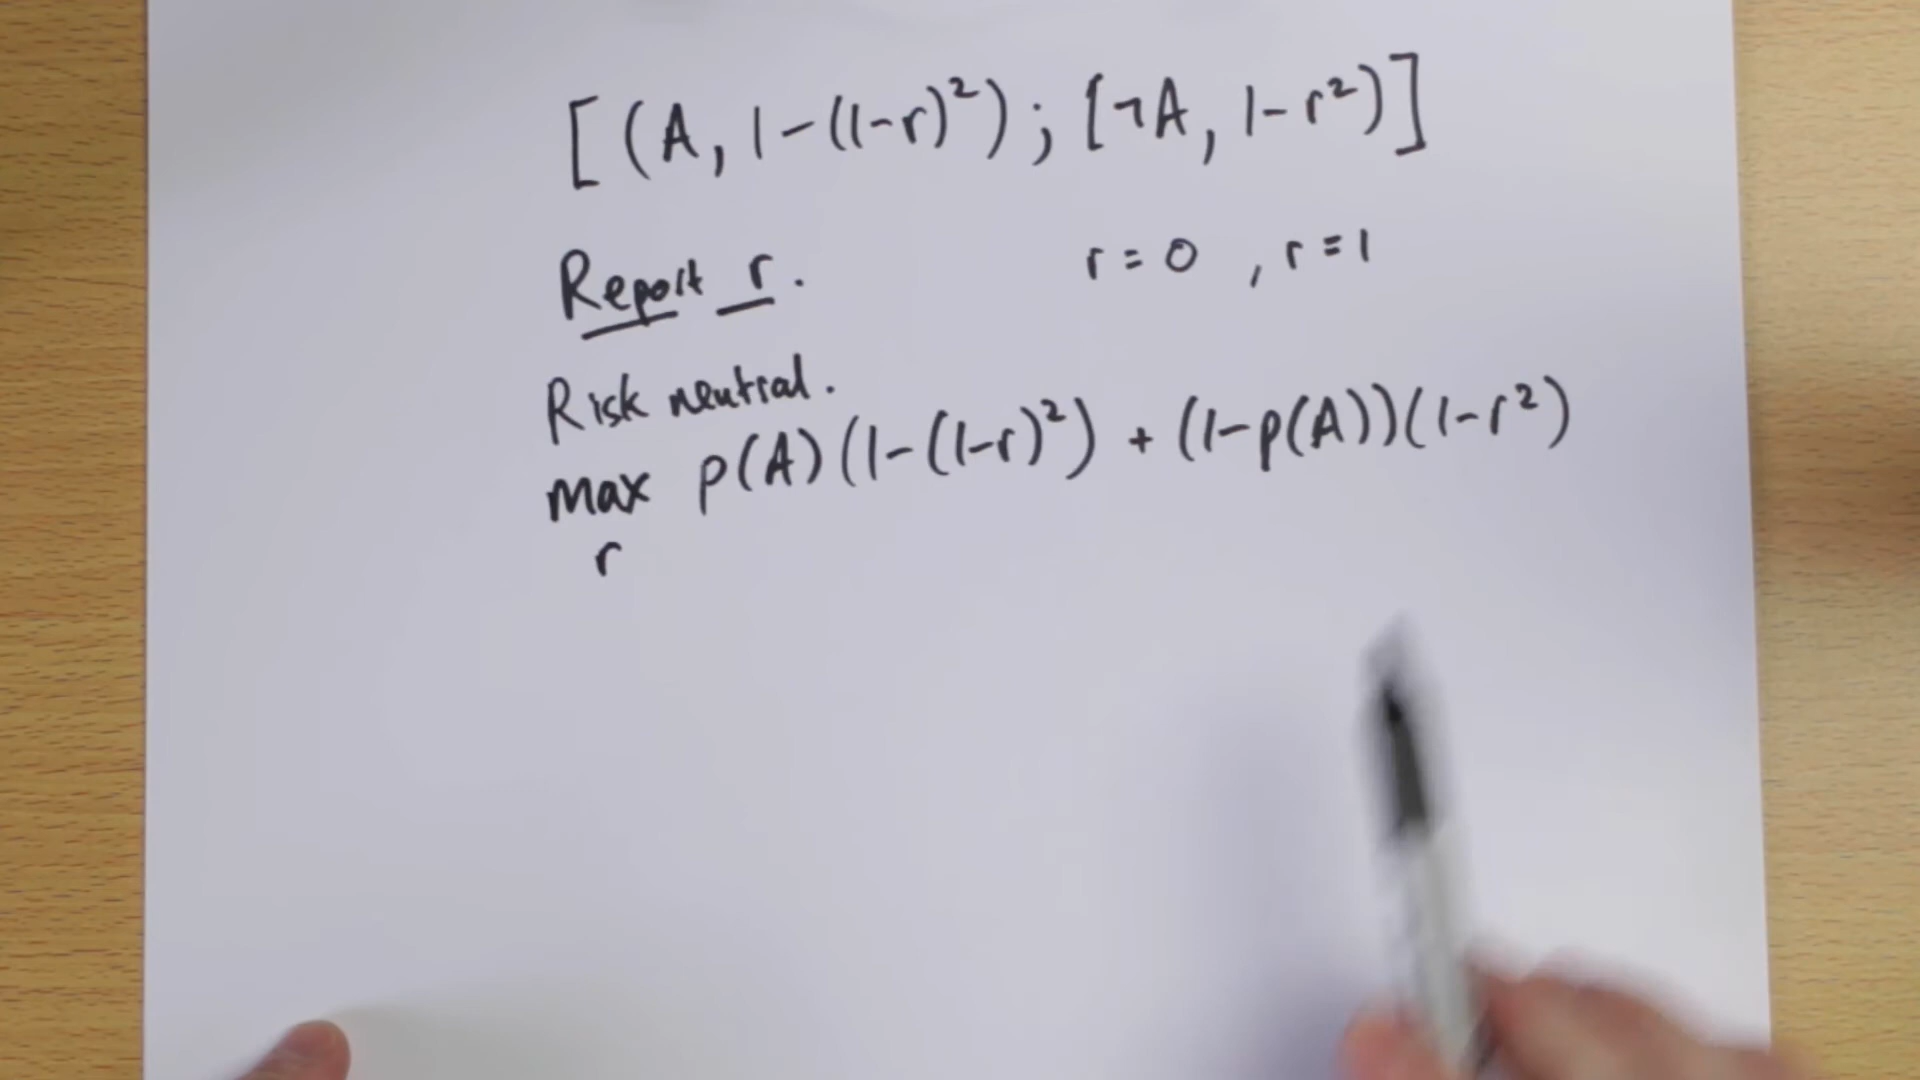 [(A, 1-(1-r)²); [¬A, 1-r²)]
Report r.
r = 0 , r = 1
Risk neutral.
max p(A)(1-(1-r)²) + (1-p(A))(1-r²)
r